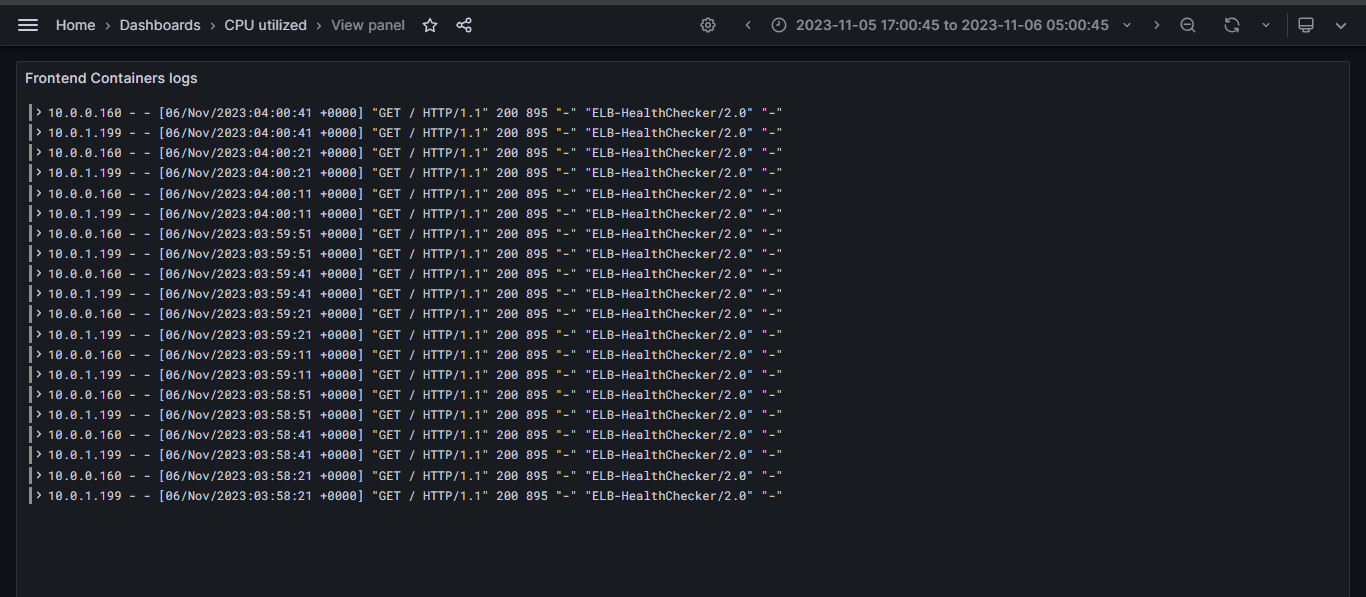 Home › Dashboards › CPU utilized › View panel 2023-11-05 17:00:45 to 2023-11-06 05:00:45
Frontend Containers logs
10.0.0.160 - - [06/Nov/2023:04:00:41 +0000] "GET / HTTP/1.1" 200 895 "-" "ELB-HealthChecker/2.0" "-"
10.0.1.199 - - [06/Nov/2023:04:00:41 +0000] "GET / HTTP/1.1" 200 895 "-" "ELB-HealthChecker/2.0" "-"
10.0.0.160 - - [06/Nov/2023:04:00:21 +0000] "GET / HTTP/1.1" 200 895 "-" "ELB-HealthChecker/2.0" "-"
10.0.1.199 - - [06/Nov/2023:04:00:21 +0000] "GET / HTTP/1.1" 200 895 "-" "ELB-HealthChecker/2.0" "-"
10.0.0.160 - - [06/Nov/2023:04:00:11 +0000] "GET / HTTP/1.1" 200 895 "-" "ELB-HealthChecker/2.0" "-"
10.0.1.199 - - [06/Nov/2023:04:00:11 +0000] "GET / HTTP/1.1" 200 895 "-" "ELB-HealthChecker/2.0" "-"
10.0.0.160 - - [06/Nov/2023:03:59:51 +0000] "GET / HTTP/1.1" 200 895 "-" "ELB-HealthChecker/2.0" "-"
10.0.1.199 - - [06/Nov/2023:03:59:51 +0000] "GET / HTTP/1.1" 200 895 "-" "ELB-HealthChecker/2.0" "-"
10.0.0.160 - - [06/Nov/2023:03:59:41 +0000] "GET / HTTP/1.1" 200 895 "-" "ELB-HealthChecker/2.0" "-"
10.0.1.199 - - [06/Nov/2023:03:59:41 +0000] "GET / HTTP/1.1" 200 895 "-" "ELB-HealthChecker/2.0" "-"
10.0.0.160 - - [06/Nov/2023:03:59:21 +0000] "GET / HTTP/1.1" 200 895 "-" "ELB-HealthChecker/2.0" "-"
10.0.1.199 - - [06/Nov/2023:03:59:21 +0000] "GET / HTTP/1.1" 200 895 "-" "ELB-HealthChecker/2.0" "-"
10.0.0.160 - - [06/Nov/2023:03:59:11 +0000] "GET / HTTP/1.1" 200 895 "-" "ELB-HealthChecker/2.0" "-"
10.0.1.199 - - [06/Nov/2023:03:59:11 +0000] "GET / HTTP/1.1" 200 895 "-" "ELB-HealthChecker/2.0" "-"
10.0.0.160 - - [06/Nov/2023:03:58:51 +0000] "GET / HTTP/1.1" 200 895 "-" "ELB-HealthChecker/2.0" "-"
10.0.1.199 - - [06/Nov/2023:03:58:51 +0000] "GET / HTTP/1.1" 200 895 "-" "ELB-HealthChecker/2.0" "-"
10.0.0.160 - - [06/Nov/2023:03:58:41 +0000] "GET / HTTP/1.1" 200 895 "-" "ELB-HealthChecker/2.0" "-"
10.0.1.199 - - [06/Nov/2023:03:58:41 +0000] "GET / HTTP/1.1" 200 895 "-" "ELB-HealthChecker/2.0" "-"
10.0.0.160 - - [06/Nov/2023:03:58:21 +0000] "GET / HTTP/1.1" 200 895 "-" "ELB-HealthChecker/2.0" "-"
10.0.1.199 - - [06/Nov/2023:03:58:21 +0000] "GET / HTTP/1.1" 200 895 "-" "ELB-HealthChecker/2.0" "-"